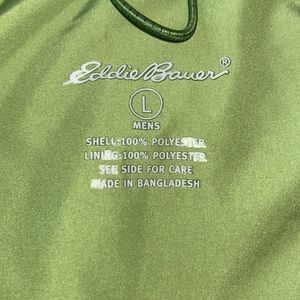 Eddie Bauer®
L
MENS
SHELL:100% POLYESTER
LINING:100% POLYESTER
SEE SIDE FOR CARE
MADE IN BANGLADESH